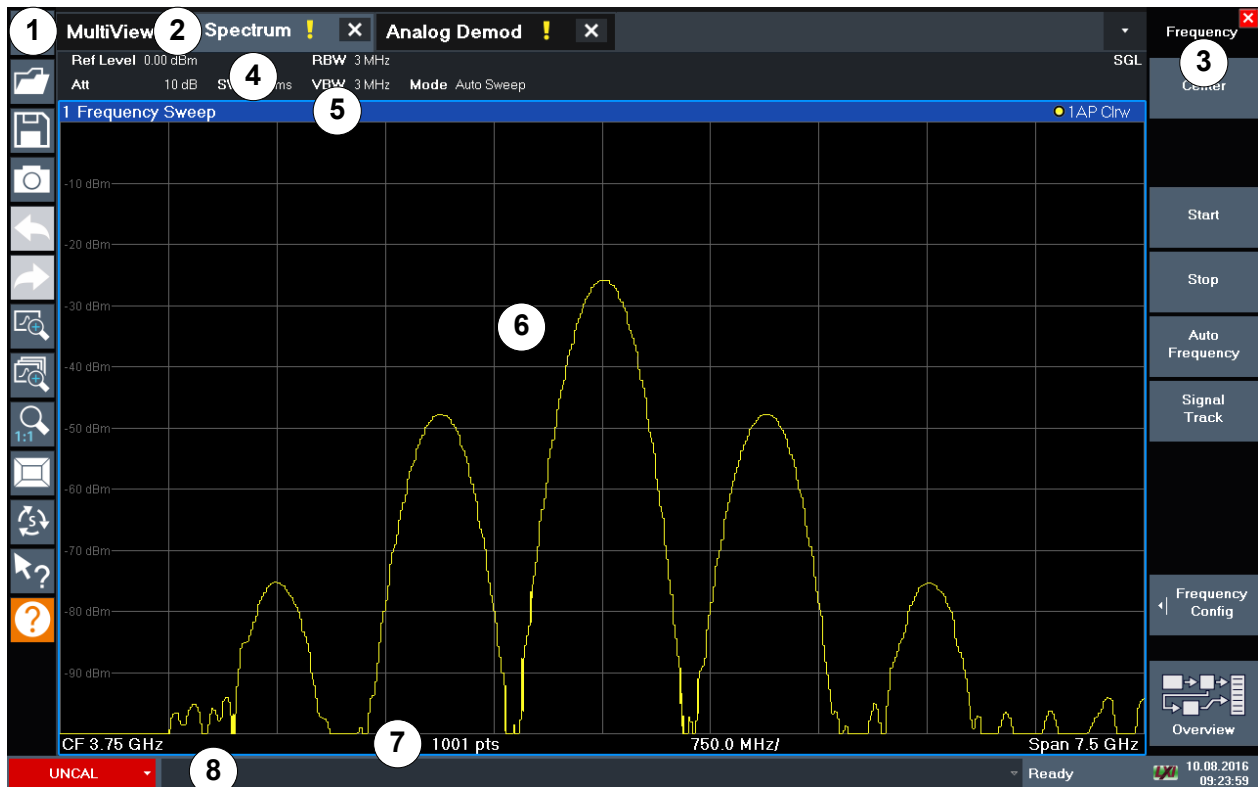 1
MultiView
2
Spectrum !
Analog Demod !
Frequency
3
Ref Level 0.00 dBm
RBW 3 MHz
SGL
Att 10 dB
4
ms
VBW 3 MHz
Mode Auto Sweep
Center
1 Frequency Sweep
5
1AP Clrw
-10 dBm
-20 dBm
-30 dBm
-40 dBm
-50 dBm
-60 dBm
-70 dBm
-80 dBm
-90 dBm
6
Start
Stop
Auto
Frequency
Signal
Track
1:1
S
?
?
Frequency
Config
Overview
CF 3.75 GHz
7
1001 pts
750.0 MHz/
Span 7.5 GHz
UNCAL
8
Ready
LXI
10.08.2016
09:23:59